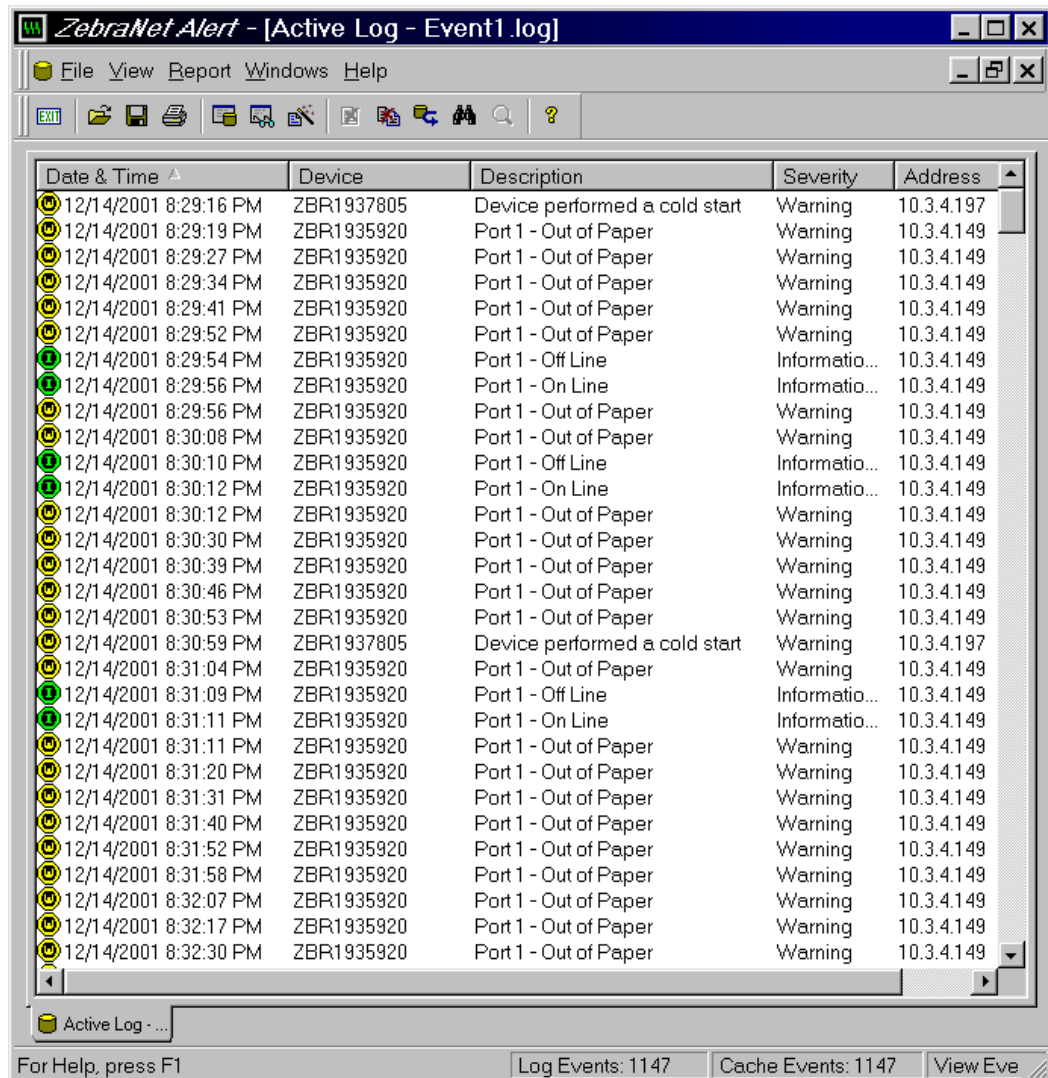 ZebraNet Alert - [Active Log - Event1.log]
File View Report Windows Help
EXIT
Date & Time Device Description Severity Address
12/14/2001 8:29:16 PM ZBR1937805 Device performed a cold start Warning 10.3.4.197
12/14/2001 8:29:19 PM ZBR1935920 Port 1 - Out of Paper Warning 10.3.4.149
12/14/2001 8:29:27 PM ZBR1935920 Port 1 - Out of Paper Warning 10.3.4.149
12/14/2001 8:29:34 PM ZBR1935920 Port 1 - Out of Paper Warning 10.3.4.149
12/14/2001 8:29:41 PM ZBR1935920 Port 1 - Out of Paper Warning 10.3.4.149
12/14/2001 8:29:52 PM ZBR1935920 Port 1 - Out of Paper Warning 10.3.4.149
12/14/2001 8:29:54 PM ZBR1935920 Port 1 - Off Line Informatio... 10.3.4.149
12/14/2001 8:29:56 PM ZBR1935920 Port 1 - On Line Informatio... 10.3.4.149
12/14/2001 8:29:56 PM ZBR1935920 Port 1 - Out of Paper Warning 10.3.4.149
12/14/2001 8:30:08 PM ZBR1935920 Port 1 - Out of Paper Warning 10.3.4.149
12/14/2001 8:30:10 PM ZBR1935920 Port 1 - Off Line Informatio... 10.3.4.149
12/14/2001 8:30:12 PM ZBR1935920 Port 1 - On Line Informatio... 10.3.4.149
12/14/2001 8:30:12 PM ZBR1935920 Port 1 - Out of Paper Warning 10.3.4.149
12/14/2001 8:30:30 PM ZBR1935920 Port 1 - Out of Paper Warning 10.3.4.149
12/14/2001 8:30:39 PM ZBR1935920 Port 1 - Out of Paper Warning 10.3.4.149
12/14/2001 8:30:46 PM ZBR1935920 Port 1 - Out of Paper Warning 10.3.4.149
12/14/2001 8:30:53 PM ZBR1935920 Port 1 - Out of Paper Warning 10.3.4.149
12/14/2001 8:30:59 PM ZBR1937805 Device performed a cold start Warning 10.3.4.197
12/14/2001 8:31:04 PM ZBR1935920 Port 1 - Out of Paper Warning 10.3.4.149
12/14/2001 8:31:09 PM ZBR1935920 Port 1 - Off Line Informatio... 10.3.4.149
12/14/2001 8:31:11 PM ZBR1935920 Port 1 - On Line Informatio... 10.3.4.149
12/14/2001 8:31:11 PM ZBR1935920 Port 1 - Out of Paper Warning 10.3.4.149
12/14/2001 8:31:20 PM ZBR1935920 Port 1 - Out of Paper Warning 10.3.4.149
12/14/2001 8:31:31 PM ZBR1935920 Port 1 - Out of Paper Warning 10.3.4.149
12/14/2001 8:31:40 PM ZBR1935920 Port 1 - Out of Paper Warning 10.3.4.149
12/14/2001 8:31:52 PM ZBR1935920 Port 1 - Out of Paper Warning 10.3.4.149
12/14/2001 8:31:58 PM ZBR1935920 Port 1 - Out of Paper Warning 10.3.4.149
12/14/2001 8:32:07 PM ZBR1935920 Port 1 - Out of Paper Warning 10.3.4.149
12/14/2001 8:32:17 PM ZBR1935920 Port 1 - Out of Paper Warning 10.3.4.149
12/14/2001 8:32:30 PM ZBR1935920 Port 1 - Out of Paper Warning 10.3.4.149
Active Log - ...
For Help, press F1 Log Events: 1147 Cache Events: 1147 View Eve